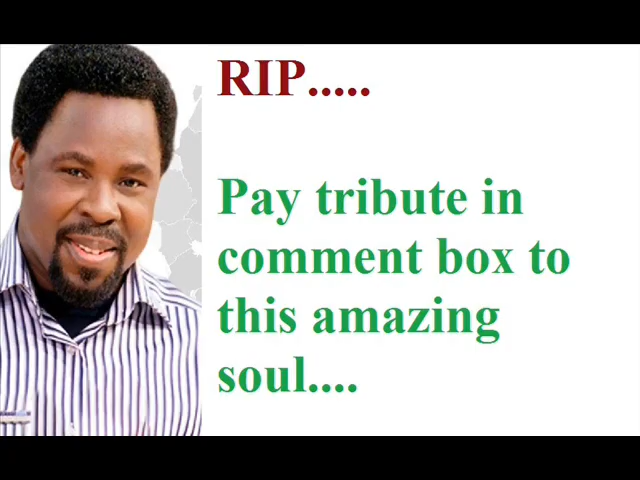 RIP.....
Pay tribute in
comment box to
this amazing
soul....